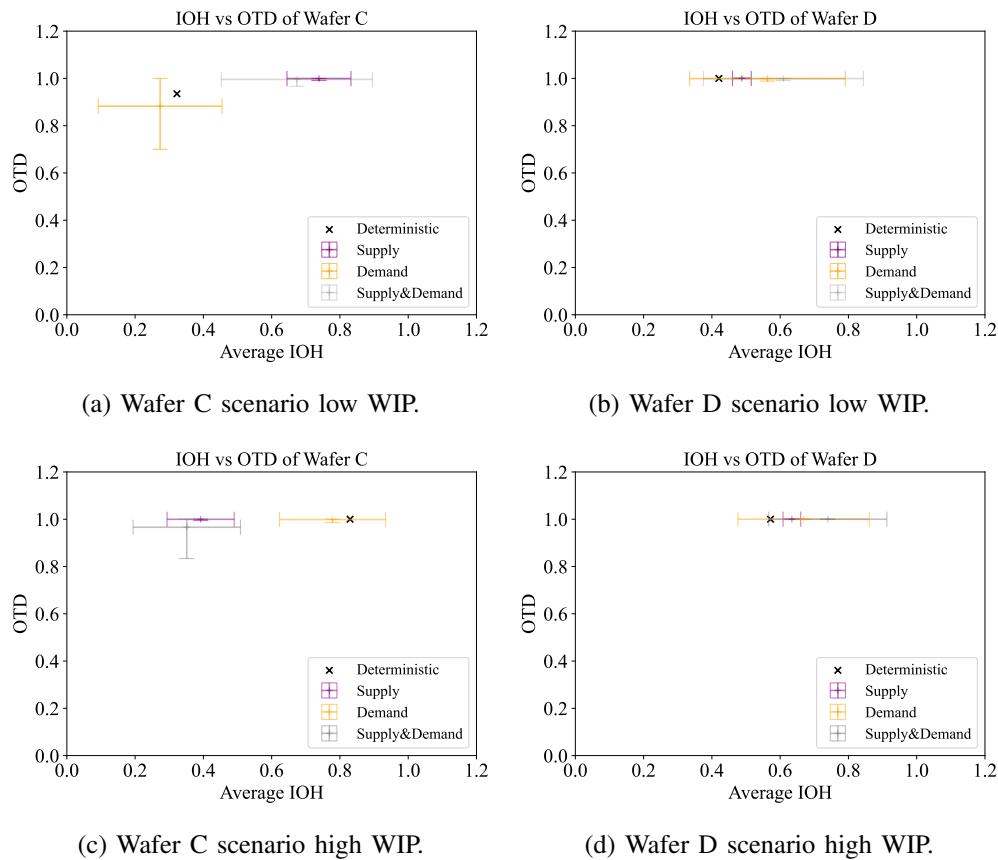 IOH vs OTD of Wafer C
1.2
1.0
0.8
0.6
0.4
0.2
0.0
OTD
Deterministic
Supply
Demand
Supply&Demand
0.0 0.2 0.4 0.6 0.8 1.0 1.2
Average IOH
(a) Wafer C scenario low WIP.
IOH vs OTD of Wafer D
1.2
1.0
0.8
0.6
0.4
0.2
0.0
OTD
Deterministic
Supply
Demand
Supply&Demand
0.0 0.2 0.4 0.6 0.8 1.0 1.2
Average IOH
(b) Wafer D scenario low WIP.
IOH vs OTD of Wafer C
1.2
1.0
0.8
0.6
0.4
0.2
0.0
OTD
Deterministic
Supply
Demand
Supply&Demand
0.0 0.2 0.4 0.6 0.8 1.0 1.2
Average IOH
(c) Wafer C scenario high WIP.
IOH vs OTD of Wafer D
1.2
1.0
0.8
0.6
0.4
0.2
0.0
OTD
Deterministic
Supply
Demand
Supply&Demand
0.0 0.2 0.4 0.6 0.8 1.0 1.2
Average IOH
(d) Wafer D scenario high WIP.